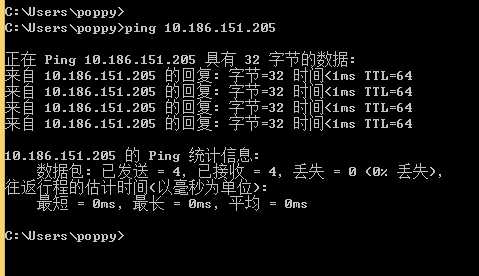 C:\Users\poppy>
C:\Users\poppy>ping 10.186.151.205
正在 Ping 10.186.151.205 具有 32 字节的数据:
来自 10.186.151.205 的回复: 字节=32 时间<1ms TTL=64
来自 10.186.151.205 的回复: 字节=32 时间<1ms TTL=64
来自 10.186.151.205 的回复: 字节=32 时间<1ms TTL=64
来自 10.186.151.205 的回复: 字节=32 时间<1ms TTL=64
10.186.151.205 的 Ping 统计信息:
数据包: 已发送 = 4, 已接收 = 4, 丢失 = 0 (0% 丢失),
往返行程的估计时间(以毫秒为单位):
最短 = 0ms, 最长 = 0ms, 平均 = 0ms
C:\Users\poppy>